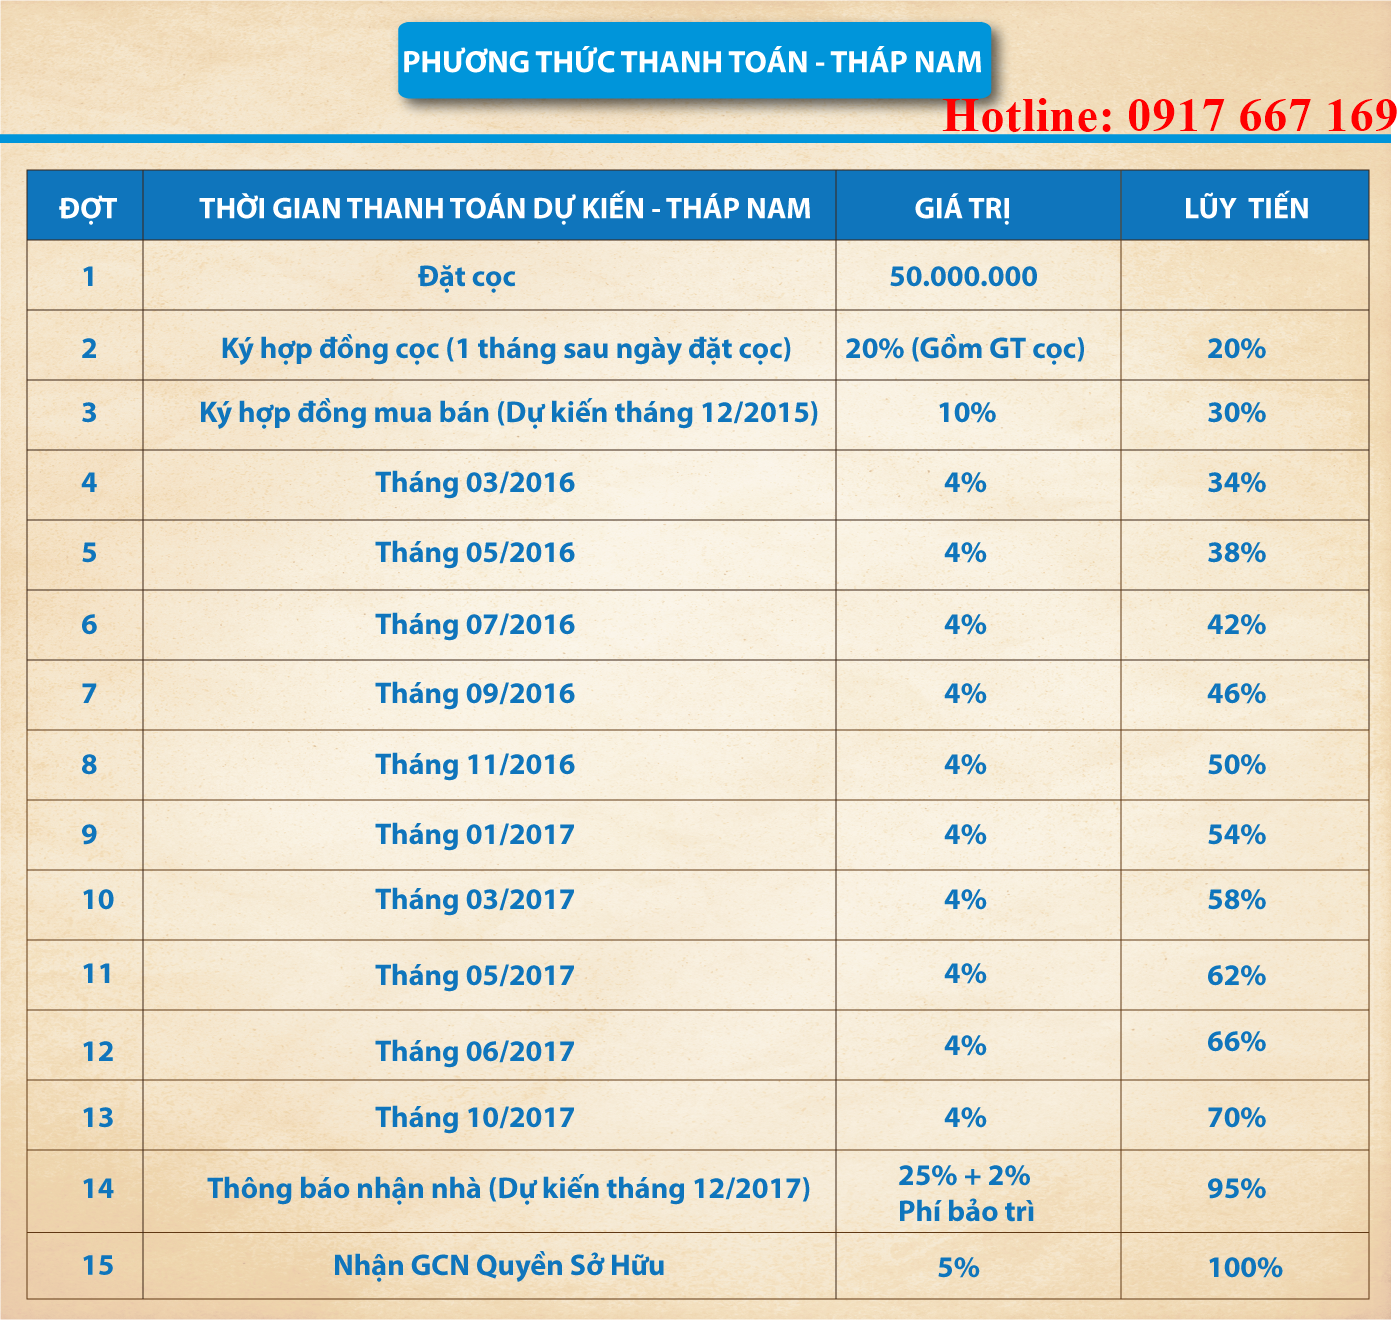 PHƯƠNG THỨC THANH TOÁN - THÁP NAM
Hotline: 0917 667 169
ĐỢT THỜI GIAN THANH TOÁN DỰ KIẾN - THÁP NAM GIÁ TRỊ LŨY TIẾN
1 Đặt cọc 50.000.000
2 Ký hợp đồng cọc (1 tháng sau ngày đặt cọc) 20% (Gồm GT cọc) 20%
3 Ký hợp đồng mua bán (Dự kiến tháng 12/2015) 10% 30%
4 Tháng 03/2016 4% 34%
5 Tháng 05/2016 4% 38%
6 Tháng 07/2016 4% 42%
7 Tháng 09/2016 4% 46%
8 Tháng 11/2016 4% 50%
9 Tháng 01/2017 4% 54%
10 Tháng 03/2017 4% 58%
11 Tháng 05/2017 4% 62%
12 Tháng 06/2017 4% 66%
13 Tháng 10/2017 4% 70%
14 Thông báo nhận nhà (Dự kiến tháng 12/2017) 25% + 2% 95%
Phí bảo trì
15 Nhận GCN Quyền Sở Hữu 5% 100%